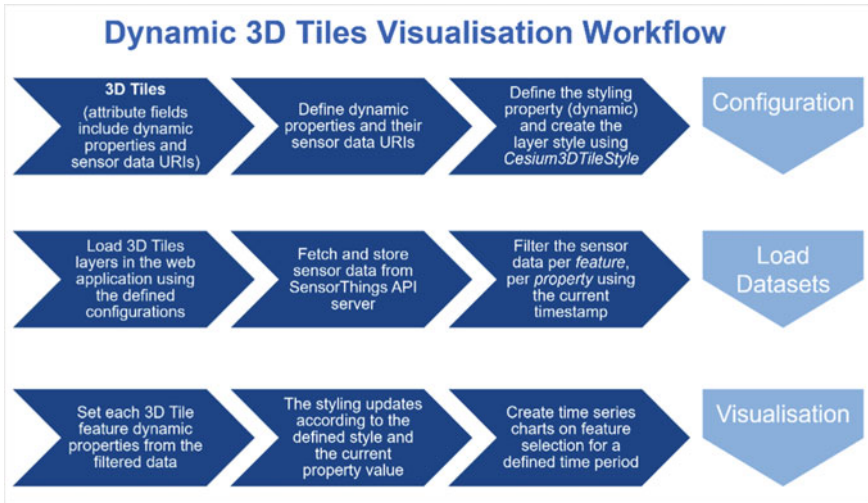 Dynamic 3D Tiles Visualisation Workflow
3D Tiles
(attribute fields
include dynamic
properties and
sensor data URIs)
Define dynamic
properties and their
sensor data URIs
Define the styling
property (dynamic)
and create the
layer style using
Cesium3DTileStyle
Configuration
Load 3D Tiles
layers in the web
application using
the defined
configurations
Fetch and store
sensor data from
SensorThings API
server
Filter the sensor
data per feature,
per property using
the current
timestamp
Load
Datasets
Set each 3D Tile
feature dynamic
properties from the
filtered data
The styling updates
according to the
defined style and
the current
property value
Create time series
charts on feature
selection for a
defined time period
Visualisation